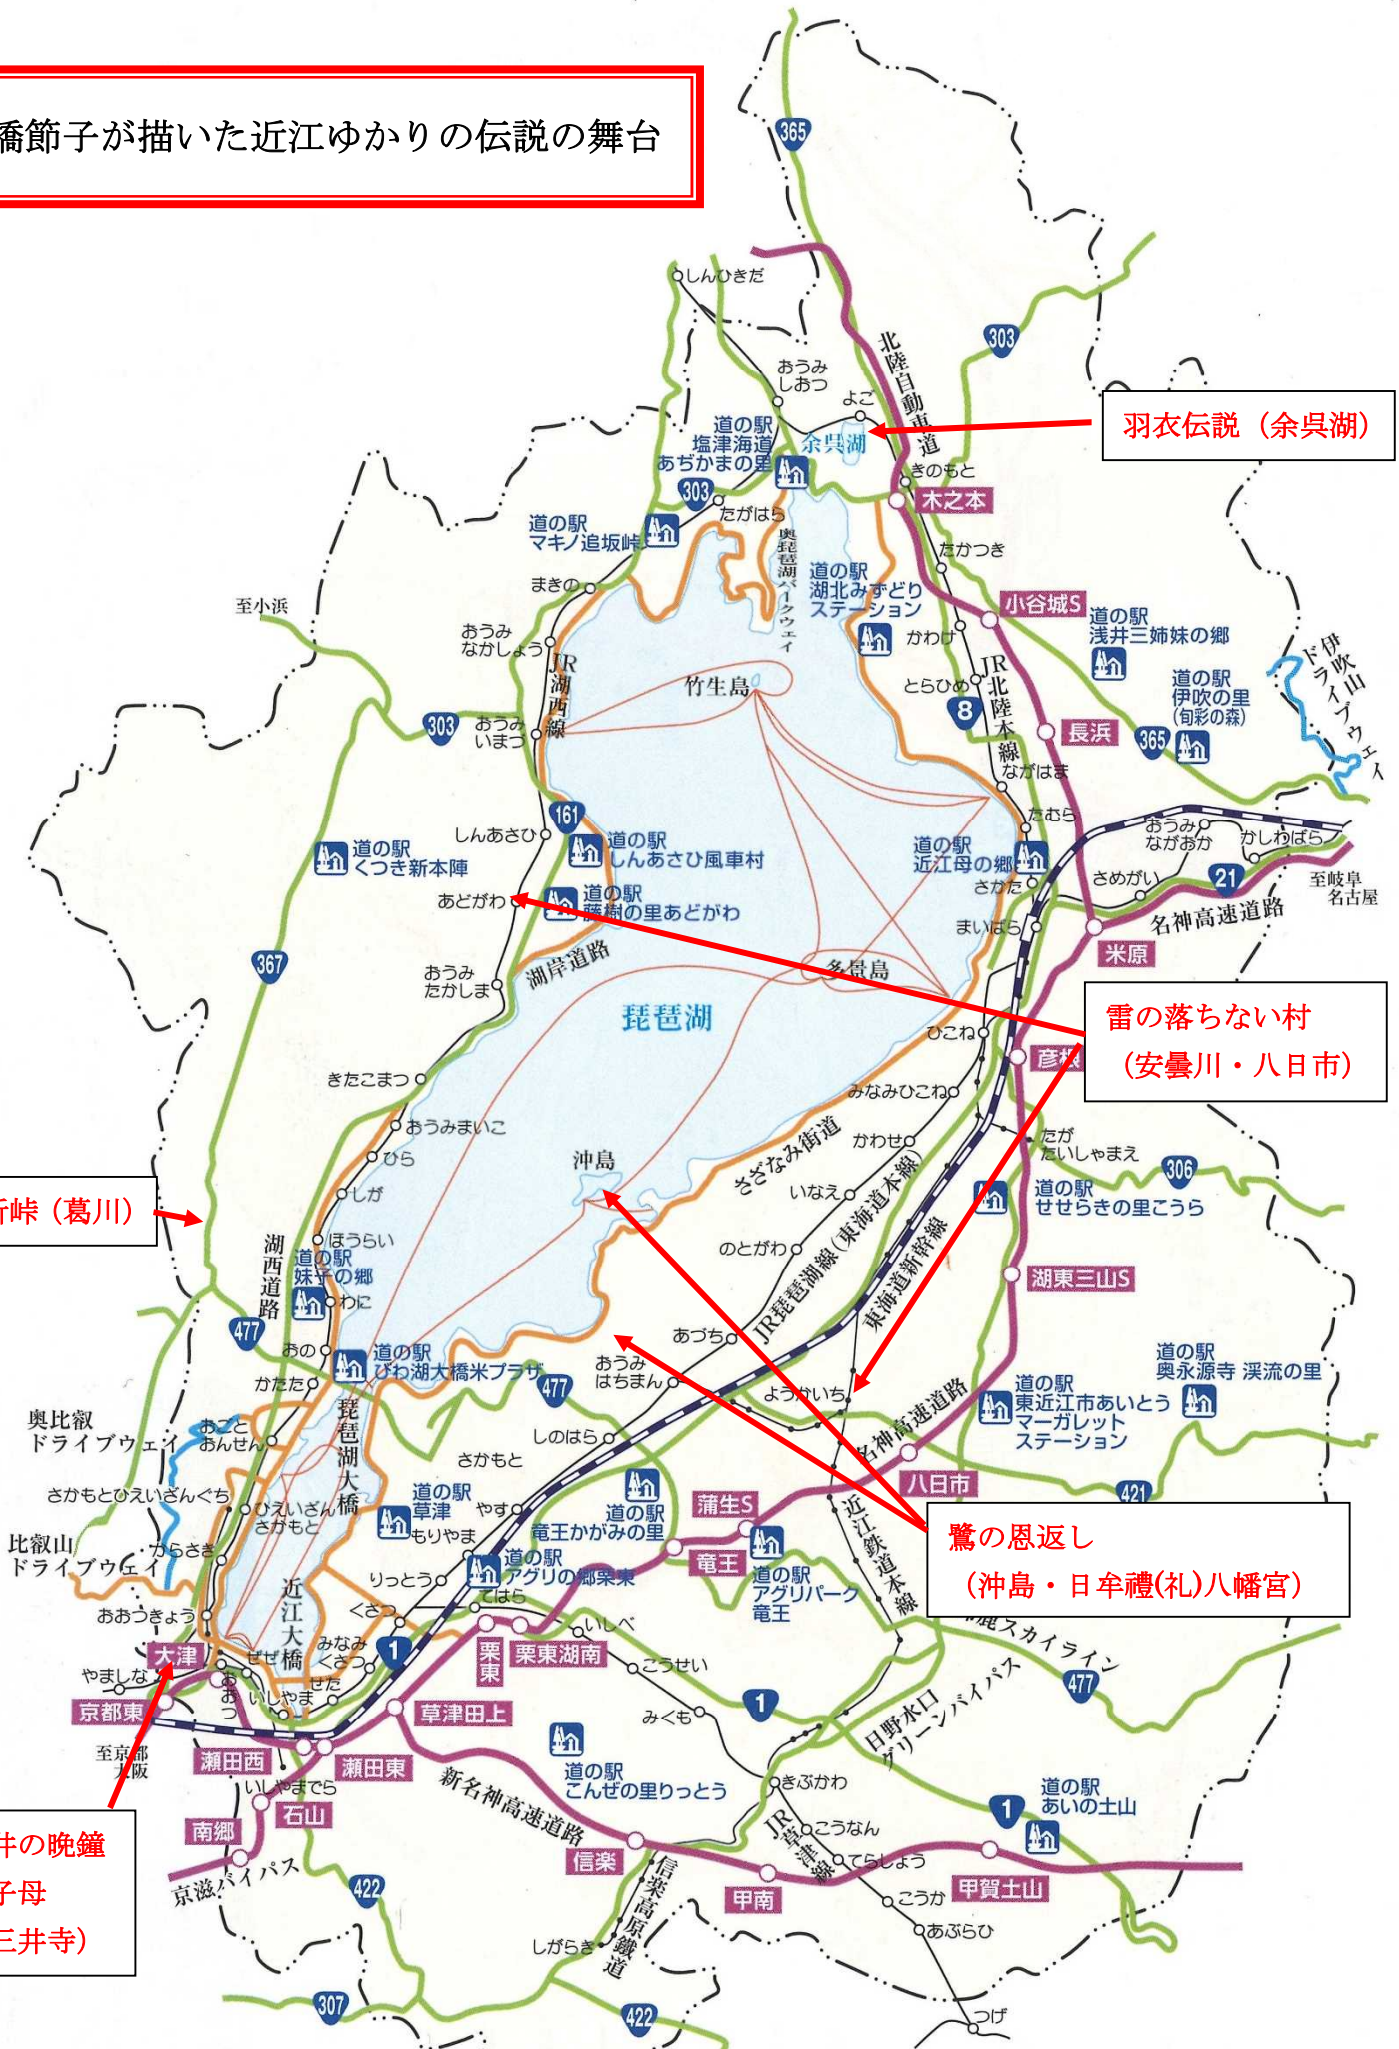 橋節子が描いた近江ゆかりの伝説の舞台
365
しんひきだ
303
北陸自動車道
おうみ
しおつ
よご
余呉湖
羽衣伝説（余呉湖）
道の駅
塩津海道
あぢかまの里
303
たがはら
きのもと
木之本
道の駅
マキノ追坂峠
奥琵琶湖パークウェイ
たかつき
道の駅
湖北みずどり
ステーション
まきの
至小浜
小谷城S
道の駅
浅井三姉妹の郷
おうみ
なかしょう
かわけ
JR湖西線
JR北陸本線
とらひめ
道の駅
伊吹の里
(旬彩の森)
伊吹山
ドライブウェイ
竹生島
8
303
おうみ
いまづ
長浜
365
ながはま
161
しんあさひ
道の駅
しんあさひ風車村
道の駅
くつき新本陣
たむら
道の駅
近江母の郷
おうみ
ながおか
かしわばら
さかた
さめがい
21
至岐阜
名古屋
あどがわ
道の駅
藤樹の里あどがわ
まいばら
名神高速道路
米原
367
おうみ
たかしま
湖岸道路
多景島
琵琶湖
雷の落ちない村
（安曇川・八日市）
ひこね
彦根
きたこまつ
みなみひこね
おうみまいこ
さざなみ街道
かわせ
たが
たいしゃまえ
ひら
沖島
306
折峠（葛川）
しが
いなえ
道の駅
せせらきの里こうら
ほうらい
湖西道路
道の駅
妹子の郷
のとがわ
JR琵琶湖線(東海道本線)
東海道新幹線
湖東三山S
わに
477
おの
道の駅
びわ湖大橋米プラザ
あづち
おうみ
はちまん
かたた
477
ようかいち
道の駅
奥永源寺 渓流の里
道の駅
東近江市あいとう
マーガレット
ステーション
名神高速道路
奥比叡
ドライブウェイ
おごと
おんせん
琵琶湖大橋
しのはら
さかもと
八日市
さかもとひえいざんぐち
ひえいざん
さかもと
道の駅
草津
やす
もりやま
道の駅
竜王かがみの里
蒲生S
421
近江鉄道本線
鷺の恩返し
（沖島・日牟禮(礼)八幡宮）
比叡山
ドライブウェイ
からさき
道の駅
アグリの郷栗東
竜王
道の駅
アグリパーク
竜王
りっとう
てはら
近江大橋
おおつきょう
くさつ
みなみ
くさつ
1
いしべ
鹿スカイライン
大津
ぜぜ
栗東
栗東湖南
こうせい
やましな
おおつ
いしやま
せた
477
京都東
草津田上
みくも
1
日野水口
グリーンバイパス
至京都
大阪
瀬田西
瀬田東
道の駅
こんぜの里りっとう
いしやまでら
新名神高速道路
きぶかわ
道の駅
あいの土山
1
石山
南郷
JR草津線
こうなん
井の晩鐘
子母
三井寺）
京滋バイパス
信楽
てらしょう
甲南
甲賀土山
422
信楽高原鐵道
こうか
あぶらひ
しがらき
307
422
つげ